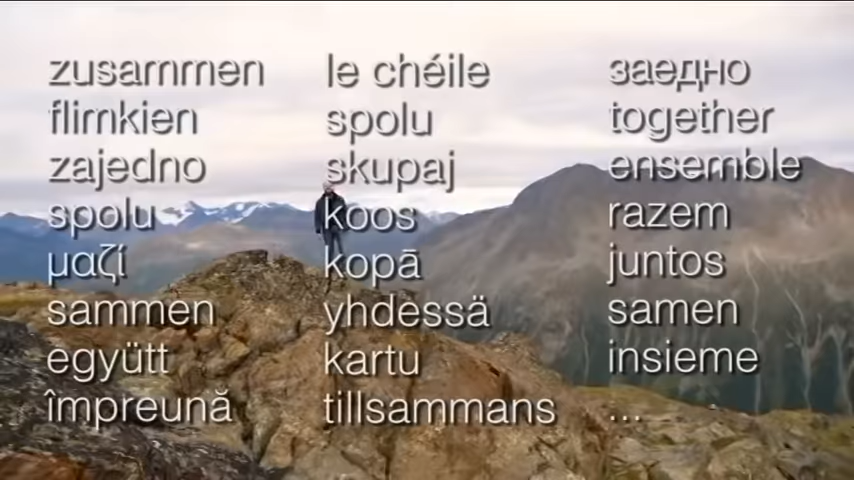 zusammen
flimkien
zajedno
spolu
μαζί
sammen
együtt
împreună
le chéile
spolu
skupaj
koos
kopā
yhdessä
kartu
tillsammans
заедно
together
ensemble
razem
juntos
samen
insieme
...